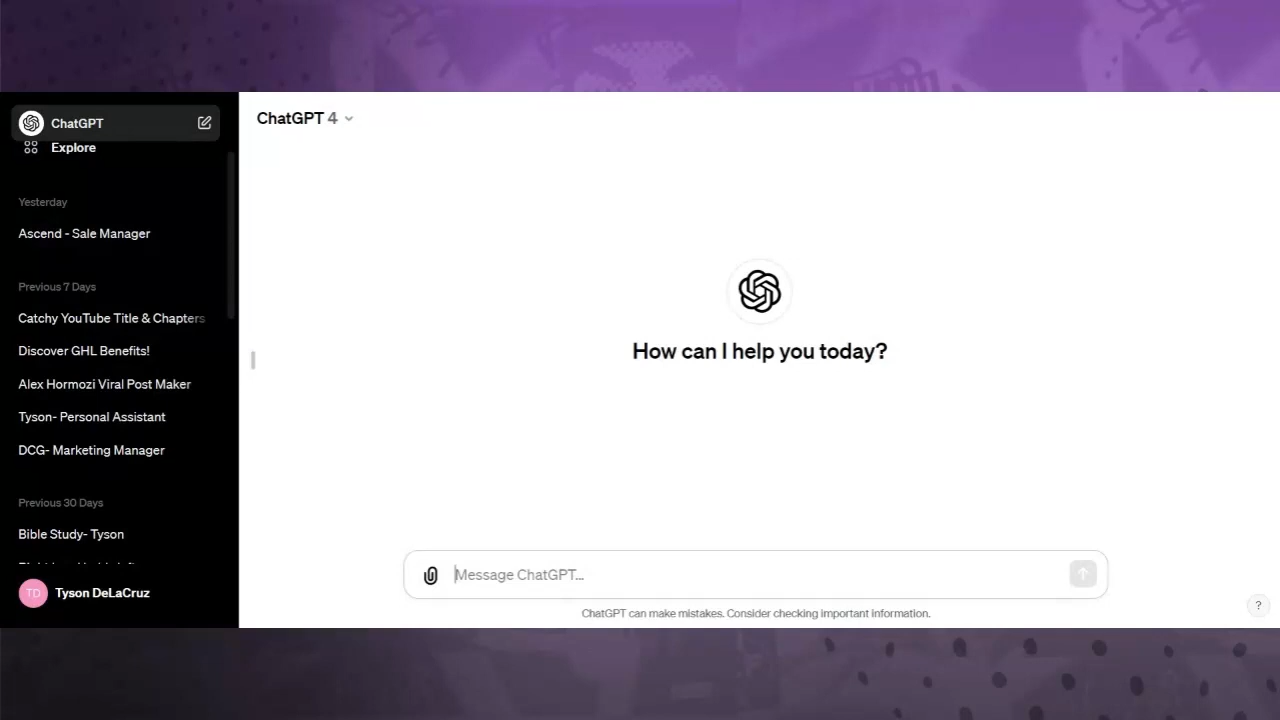 ChatGPT
Explore
Yesterday
Ascend - Sale Manager
Previous 7 Days
Catchy YouTube Title & Chapters
Discover GHL Benefits!
Alex Hormozi Viral Post Maker
Tyson- Personal Assistant
DCG- Marketing Manager
Previous 30 Days
Bible Study- Tyson
TD Tyson DeLaCruz
ChatGPT 4
How can I help you today?
Message ChatGPT...
ChatGPT can make mistakes. Consider checking important information.
?